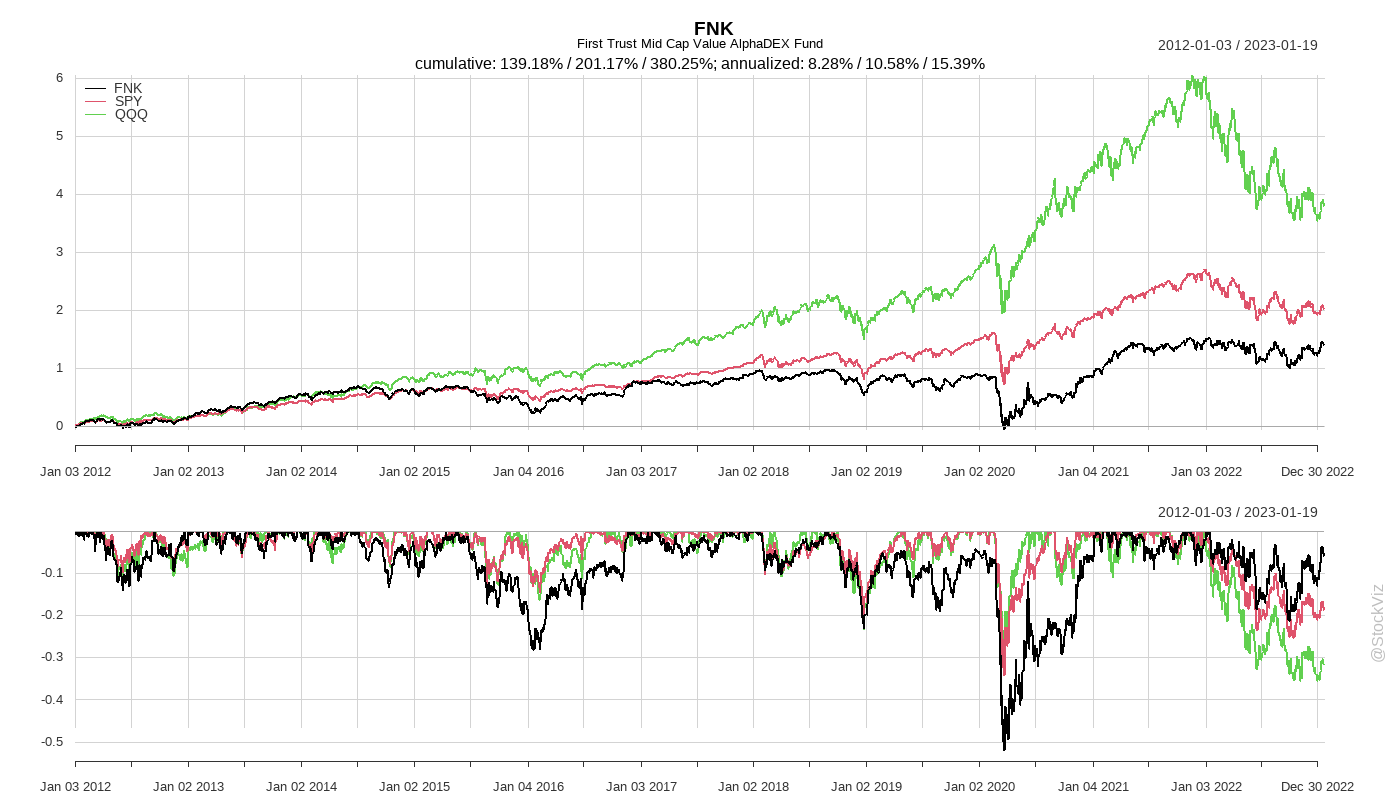 FNK
First Trust Mid Cap Value AlphaDEX Fund
2012-01-03 / 2023-01-19
cumulative: 139.18% / 201.17% / 380.25%; annualized: 8.28% / 10.58% / 15.39%
6
FNK
SPY
QQQ
5
4
3
2
1
0
Jan 03 2012 Jan 02 2013 Jan 02 2014 Jan 02 2015 Jan 04 2016 Jan 03 2017 Jan 02 2018 Jan 02 2019 Jan 02 2020 Jan 04 2021 Jan 03 2022 Dec 30 2022
2012-01-03 / 2023-01-19
-0.1
-0.2
-0.3
-0.4
-0.5
Jan 03 2012 Jan 02 2013 Jan 02 2014 Jan 02 2015 Jan 04 2016 Jan 03 2017 Jan 02 2018 Jan 02 2019 Jan 02 2020 Jan 04 2021 Jan 03 2022 Dec 30 2022
@StockViz